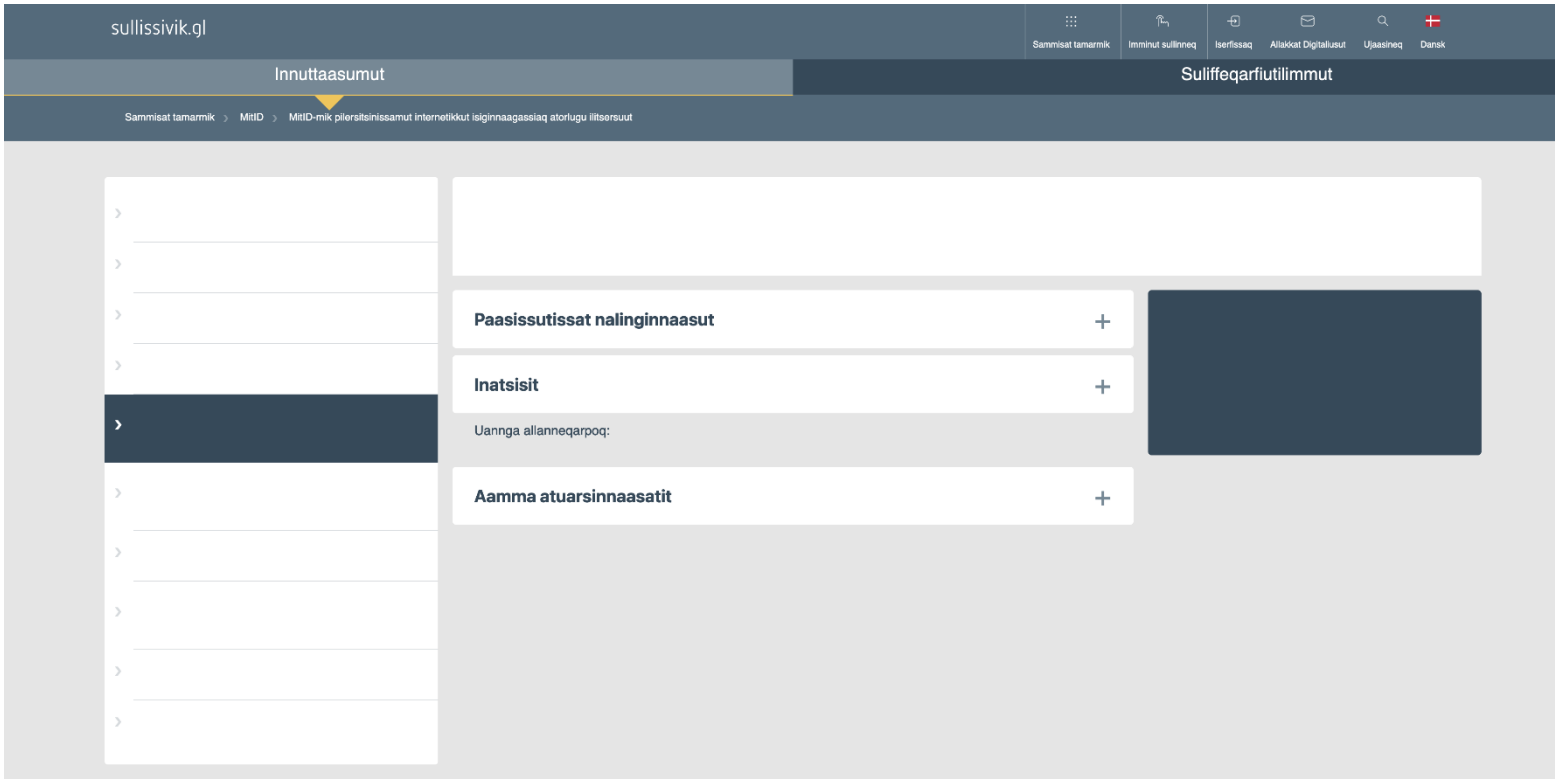 sullissivik.gl
Sammisat tamarmik
Imminut sullinneq
Iserfissaq
Allakkat Digitaliusut
Ujaasineq
Dansk
Innuttaasumut
Suliffeqarfiutilimmut
Sammisat tamarmik › MitID › MitID-mik pilersitsinissamut internetikkut isiginnaagassiaq atorlugu ilitsersuut
Paasissutissat nalinginnaasut
Inatsisit
Uannga allanneqarpoq:
Aamma atuarsinnaasatit